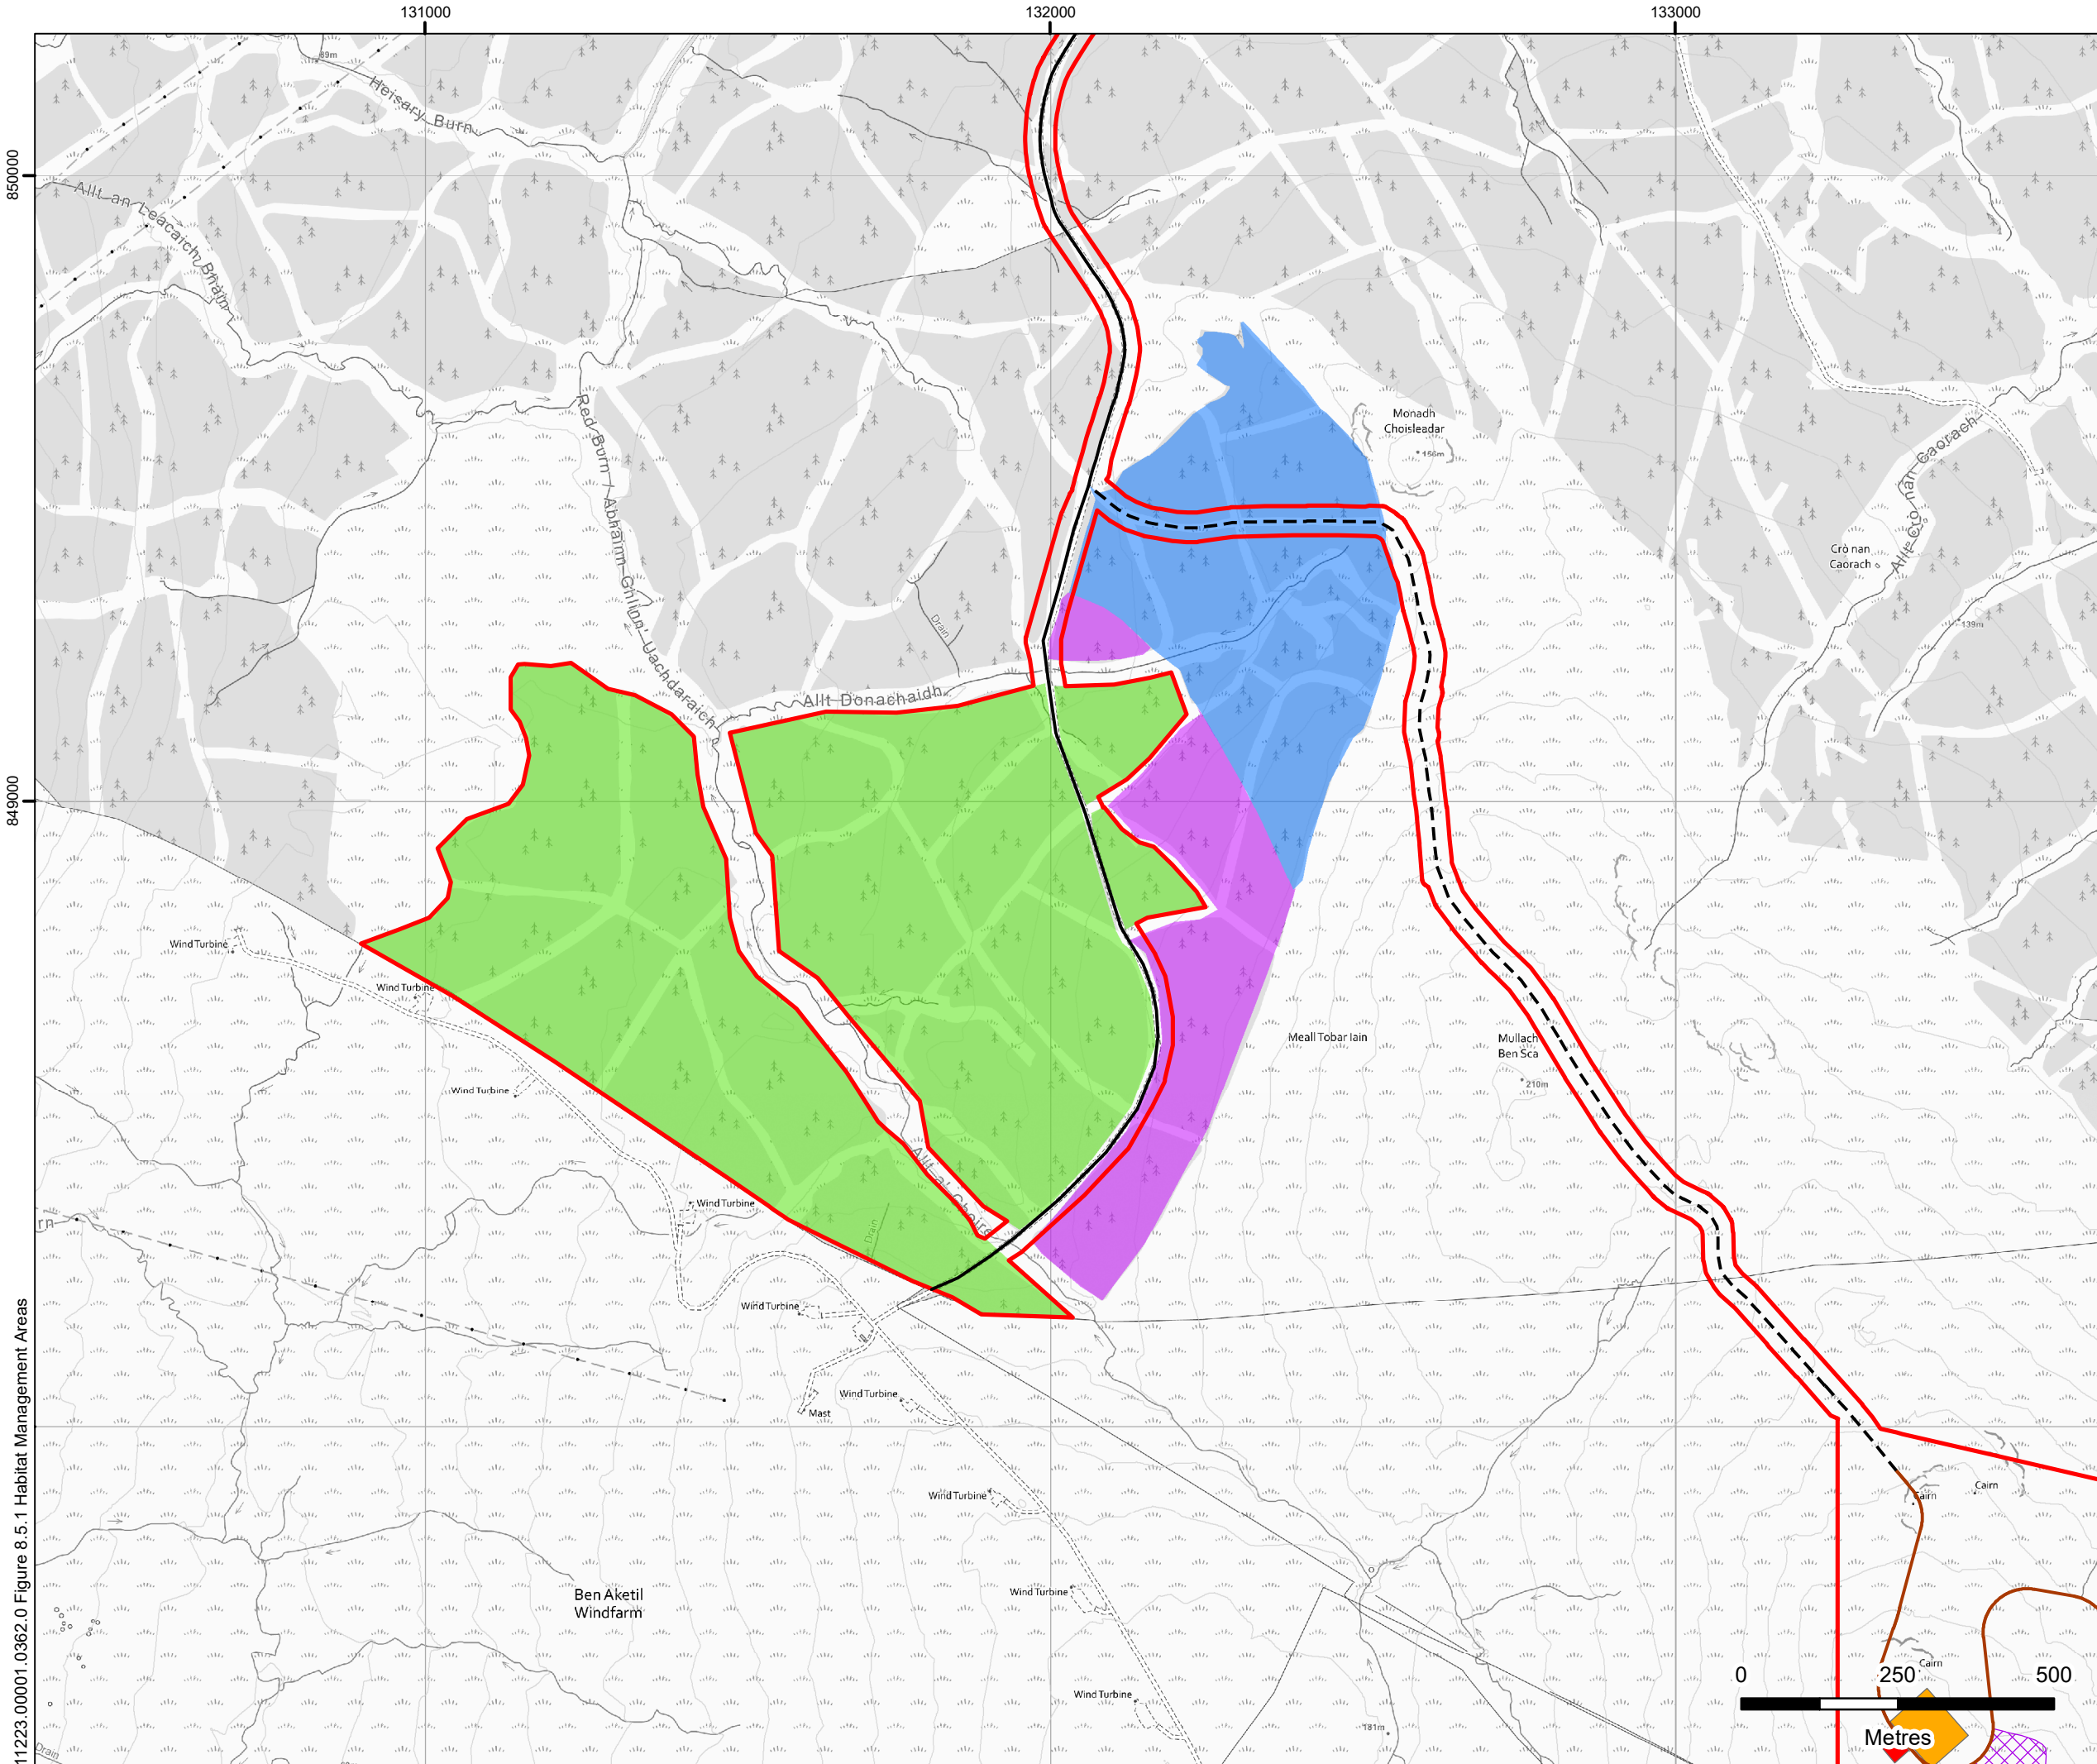 131000
132000
133000
850000
849000
89m
Heisary Burn
Allt an Leacaich Bhain
Red Burn / Abhainn Ghlinn Uachdaraich
Monadh
Choisleadar
156m
Allt Crò nan Caorach
Crò nan
Caorach
139m
Drain
Allt Donachaidh
Wind Turbine
Wind Turbine
Meall Tobar Iain
Mullach
Ben Sca
210m
Wind Turbine
Allt a' Choire
Wind Turbine
Drain
rn
Wind Turbine
Wind Turbine
Mast
Wind Turbine
Cairn
Cairn
Ben Aketil
Windfarm
Wind Turbine
Cairn
0 250 500
Metres
Wind Turbine
181m
Drain
11223.00001.0362.0 Figure 8.5.1 Habitat Management Areas